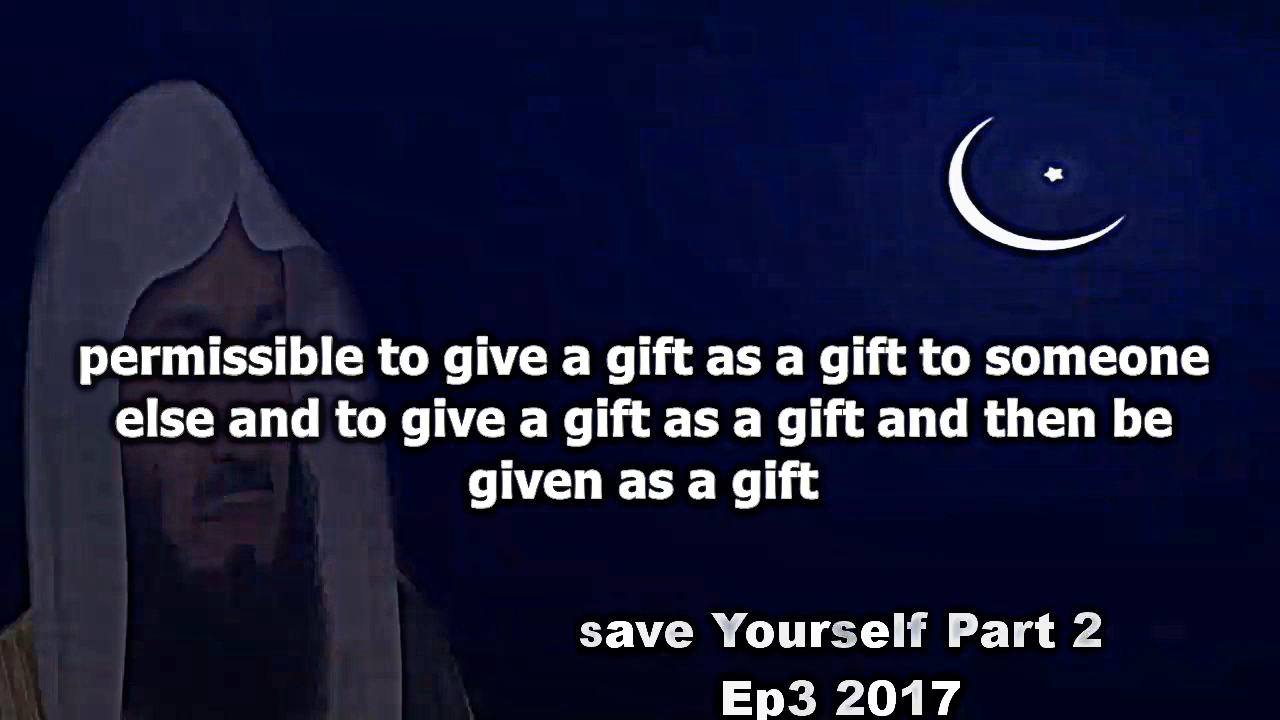 permissible to give a gift as a gift to someone
else and to give a gift as a gift and then be
given as a gift
save Yourself Part 2
Ep3 2017